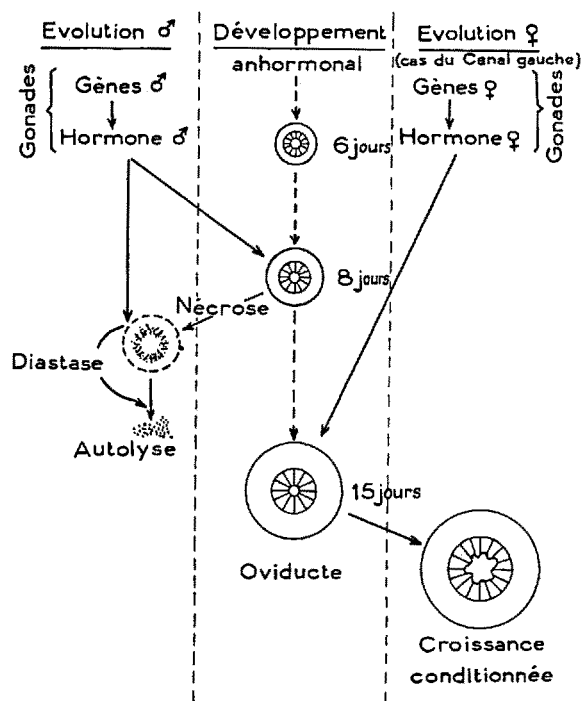 Evolution ♂
Gonades
Gènes ♂
Hormone ♂
Développement
anhormonal
Evolution ♀
(cas du Canal gauche)
Gènes ♀
Hormone ♀
Gonades
6 jours
8 jours
Nécrose
Diastase
Autolyse
15 jours
Oviducte
Croissance
conditionnée